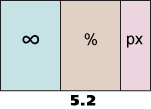 ∞ % px
5.2